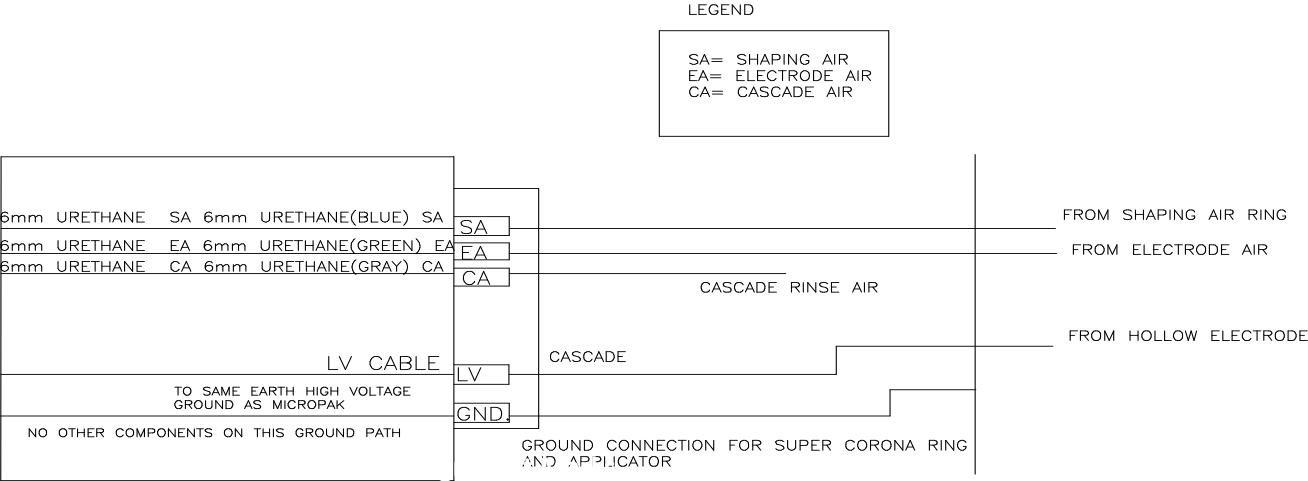 LEGEND
SA= SHAPING AIR
EA= ELECTRODE AIR
CA= CASCADE AIR
6mm URETHANE SA 6mm URETHANE(BLUE) SA
SA
FROM SHAPING AIR RING
6mm URETHANE EA 6mm URETHANE(GREEN) EA
EA
FROM ELECTRODE AIR
6mm URETHANE CA 6mm URETHANE(GRAY) CA
CA
CASCADE RINSE AIR
FROM HOLLOW ELECTRODE
LV CABLE
LV
CASCADE
TO SAME EARTH HIGH VOLTAGE
GROUND AS MICROPAK
GND.
NO OTHER COMPONENTS ON THIS GROUND PATH
GROUND CONNECTION FOR SUPER CORONA RING
AND APPLICATOR